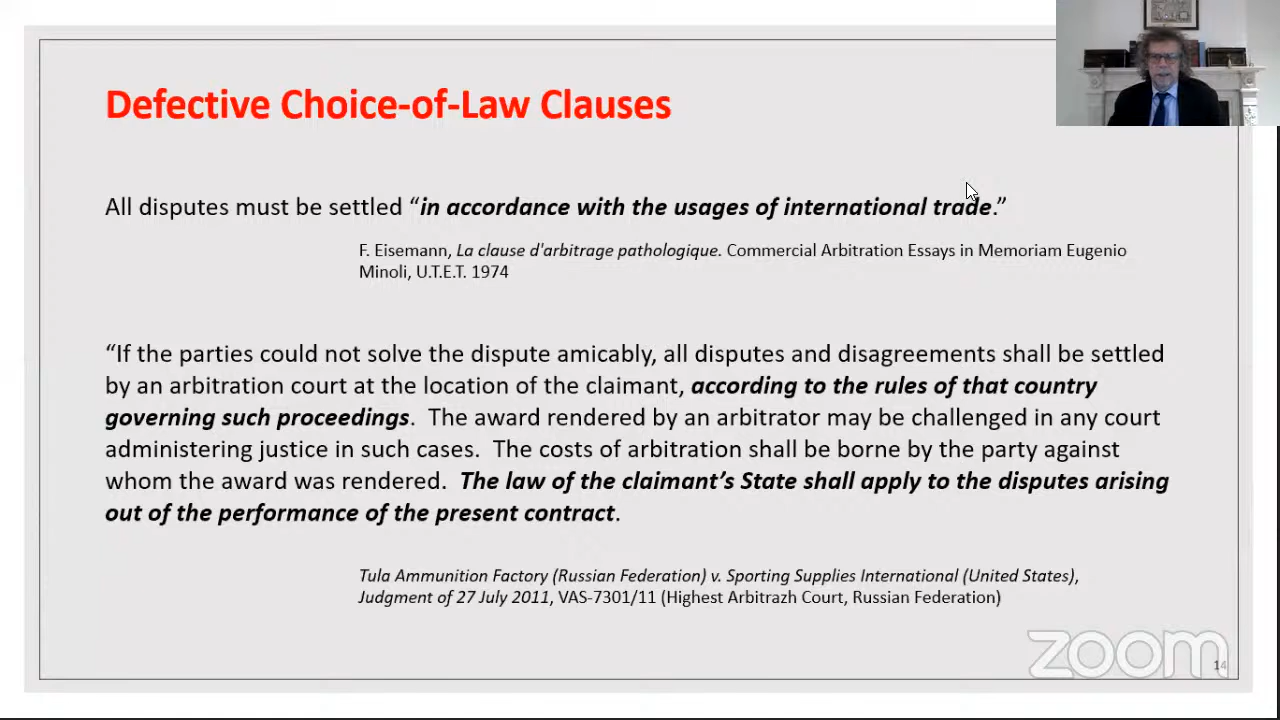 Defective Choice-of-Law Clauses
All disputes must be settled “in accordance with the usages of international trade.”
F. Eisemann, La clause d'arbitrage pathologique. Commercial Arbitration Essays in Memoriam Eugenio
Minoli, U.T.E.T. 1974
“If the parties could not solve the dispute amicably, all disputes and disagreements shall be settled
by an arbitration court at the location of the claimant, according to the rules of that country
governing such proceedings. The award rendered by an arbitrator may be challenged in any court
administering justice in such cases. The costs of arbitration shall be borne by the party against
whom the award was rendered. The law of the claimant’s State shall apply to the disputes arising
out of the performance of the present contract.
Tula Ammunition Factory (Russian Federation) v. Sporting Supplies International (United States),
Judgment of 27 July 2011, VAS-7301/11 (Highest Arbitrazh Court, Russian Federation)
zoom
14